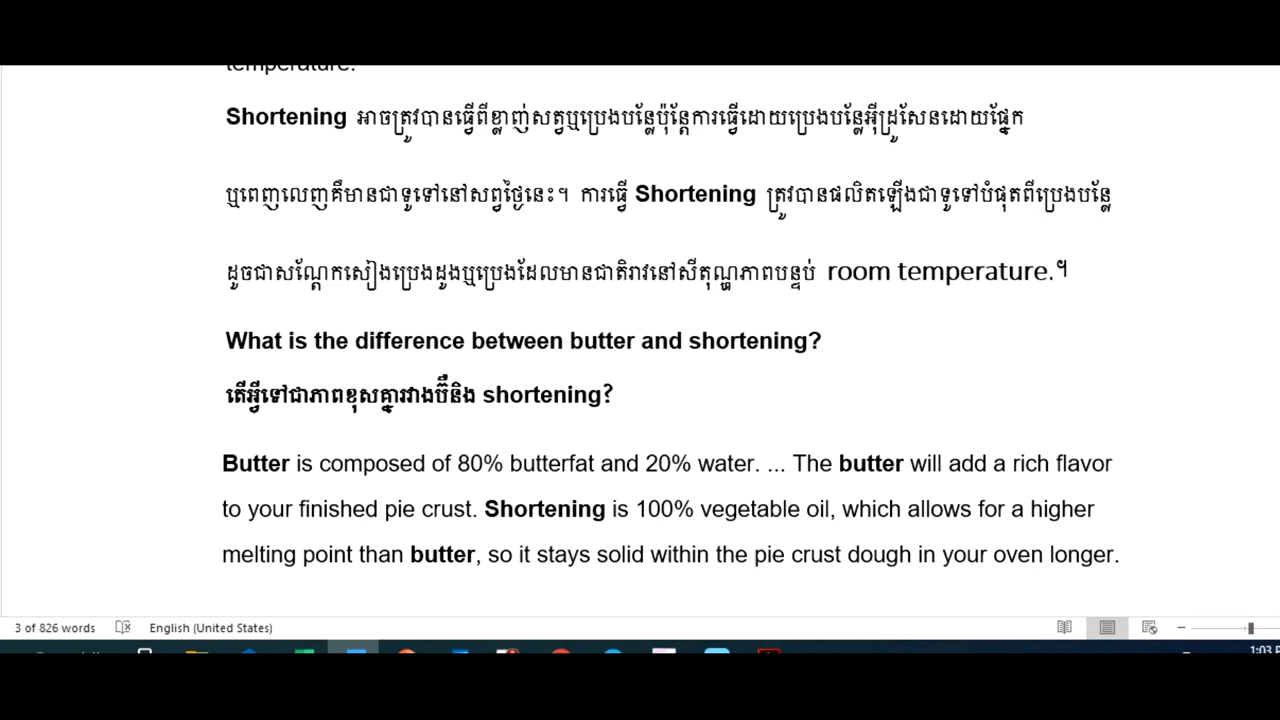 temperature.
Shortening អាចត្រូវបានធ្វើពីខ្លាញ់សត្វឬប្រេងបន្លែប៉ុន្តែការធ្វើដោយប្រេងបន្លែអ៊ីដ្រូសែនដោយផ្នែក
ឬពេញលេញគឺមានជាទូទៅនៅសព្វថ្ងៃនេះ។ ការធ្វើ Shortening ត្រូវបានផលិតឡើងជាទូទៅបំផុតពីប្រេងបន្លែ
ដូចជាសណ្តែកសៀងប្រេងដូងឬប្រេងដែលមានជាតិរាវនៅសីតុណ្ហភាពបន្ទប់ room temperature.។
What is the difference between butter and shortening?
តើអ្វីទៅជាភាពខុសគ្នារវាងប៊ឺនិង shortening?
Butter is composed of 80% butterfat and 20% water. ... The butter will add a rich flavor
to your finished pie crust. Shortening is 100% vegetable oil, which allows for a higher
melting point than butter, so it stays solid within the pie crust dough in your oven longer.
3 of 826 words English (United States)
1:03 P